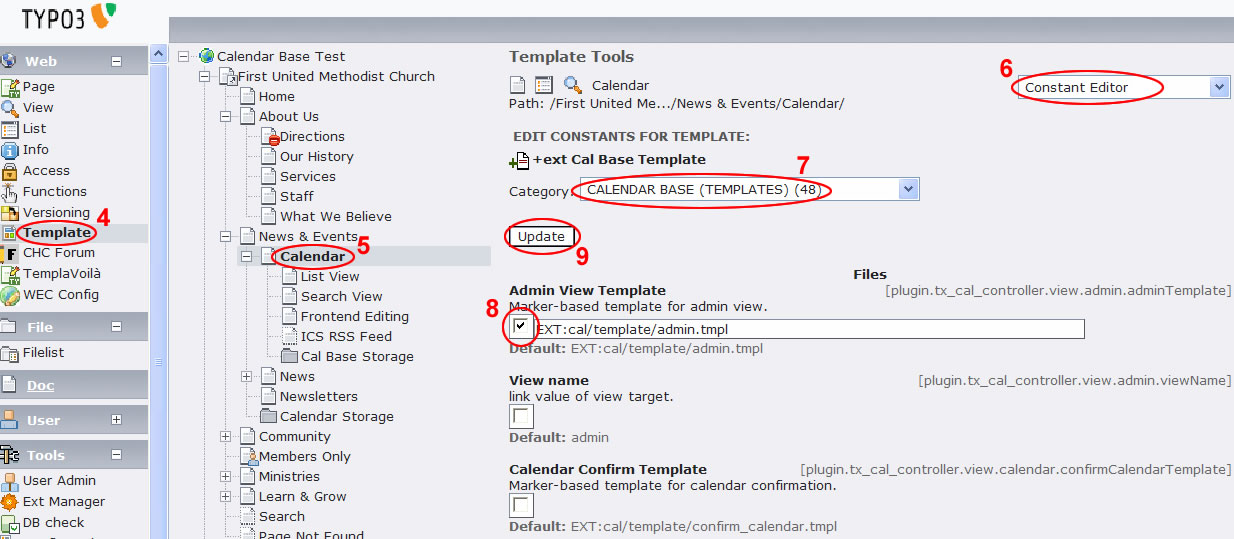 TYPO3
Web
Page
View
List
Info
Access
Functions
Versioning
4
Template
CHC Forum
TemplaVoilà
WEC Config
File
Filelist
Doc
User
Tools
User Admin
Ext Manager
DB check
Calendar Base Test
First United Methodist Church
Home
About Us
Directions
Our History
Services
Staff
What We Believe
News & Events
5
Calendar
List View
Search View
Frontend Editing
ICS RSS Feed
Cal Base Storage
News
Newsletters
Calendar Storage
Community
Members Only
Ministries
Learn & Grow
Search
Page Not Found
Template Tools
Calendar
6
Constant Editor
Path: /First United Me.../News & Events/Calendar/
EDIT CONSTANTS FOR TEMPLATE:
+ext Cal Base Template
7
Category: CALENDAR BASE (TEMPLATES) (48)
Update
9
Files
Admin View Template [plugin.tx_cal_controller.view.admin.adminTemplate]
Marker-based template for admin view.
8
EXT:cal/template/admin.tmpl
Default: EXT:cal/template/admin.tmpl
View name [plugin.tx_cal_controller.view.admin.viewName]
link value of view target.
Default: admin
Calendar Confirm Template [plugin.tx_cal_controller.view.calendar.confirmCalendarTemplate]
Marker-based template for calendar confirmation.
Default: EXT:cal/template/confirm_calendar.tmpl